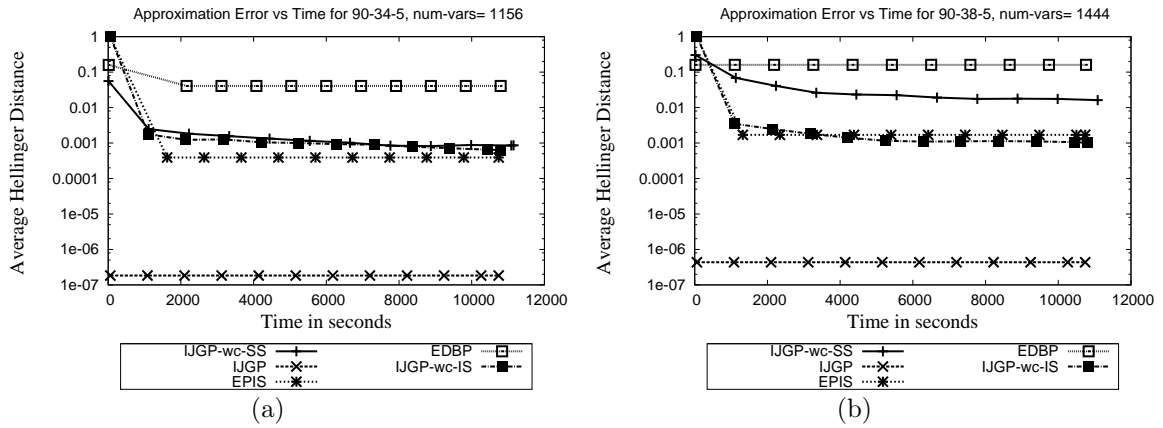 Approximation Error vs Time for 90-34-5, num-vars= 1156
Average Hellinger Distance
1
0.1
0.01
0.001
0.0001
1e-05
1e-06
1e-07
0 2000 4000 6000 8000 10000 12000
Time in seconds
IJGP-wc-SS EDBP
IJGP IJGP-wc-IS
EPIS
(a)
Approximation Error vs Time for 90-38-5, num-vars= 1444
Average Hellinger Distance
1
0.1
0.01
0.001
0.0001
1e-05
1e-06
1e-07
0 2000 4000 6000 8000 10000 12000
Time in seconds
IJGP-wc-SS EDBP
IJGP IJGP-wc-IS
EPIS
(b)